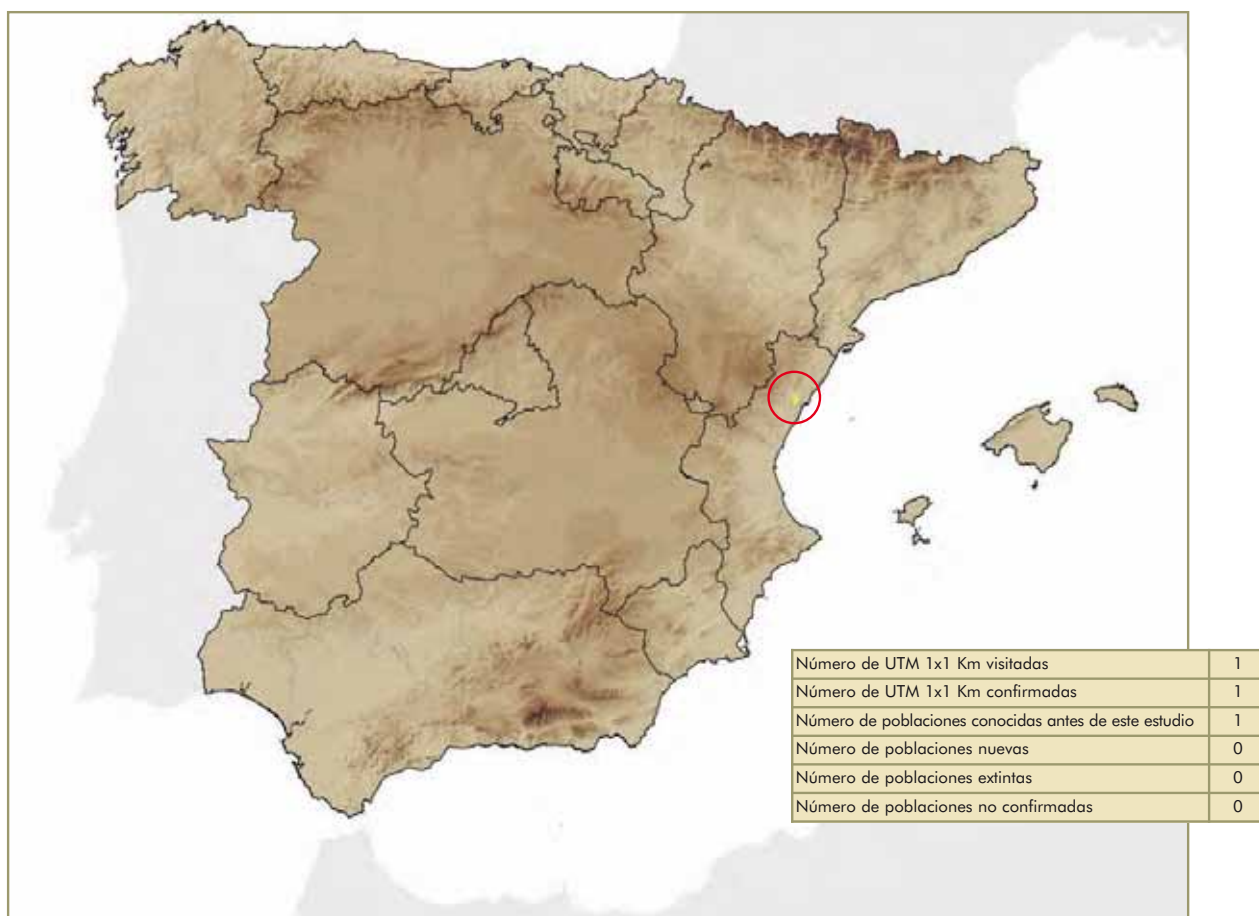 Número de UTM 1x1 Km visitadas 1
Número de UTM 1x1 Km confirmadas 1
Número de poblaciones conocidas antes de este estudio 1
Número de poblaciones nuevas 0
Número de poblaciones extintas 0
Número de poblaciones no confirmadas 0